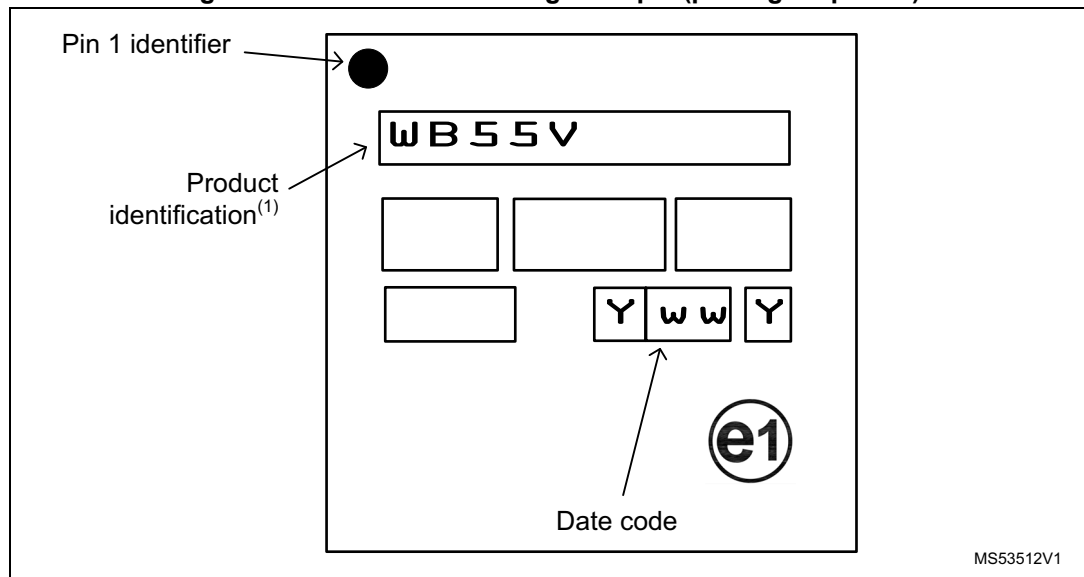 Pin 1 identifier
WB55V
Product
identification(1)
Y ww Y
e1
Date code
MS53512V1